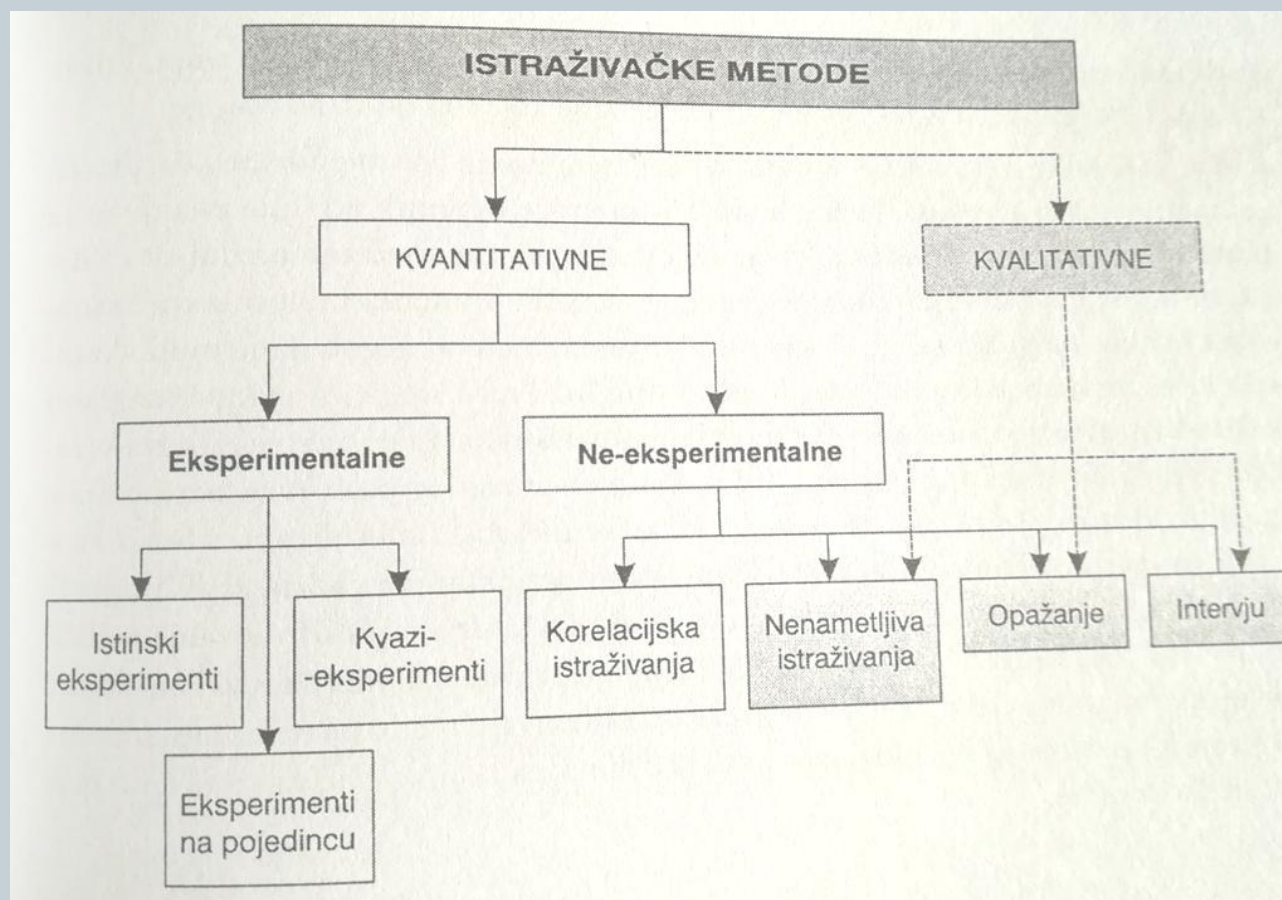 ISTRAŽIVAČKE METODE
KVANTITATIVNE
KVALITATIVNE
Eksperimentalne
Ne-eksperimentalne
Istinski
eksperimenti
Kvazi-
-eksperimenti
Korelacijska
istraživanja
Nenametljiva
istraživanja
Opažanje
Intervju
Eksperimenti
na pojedincu